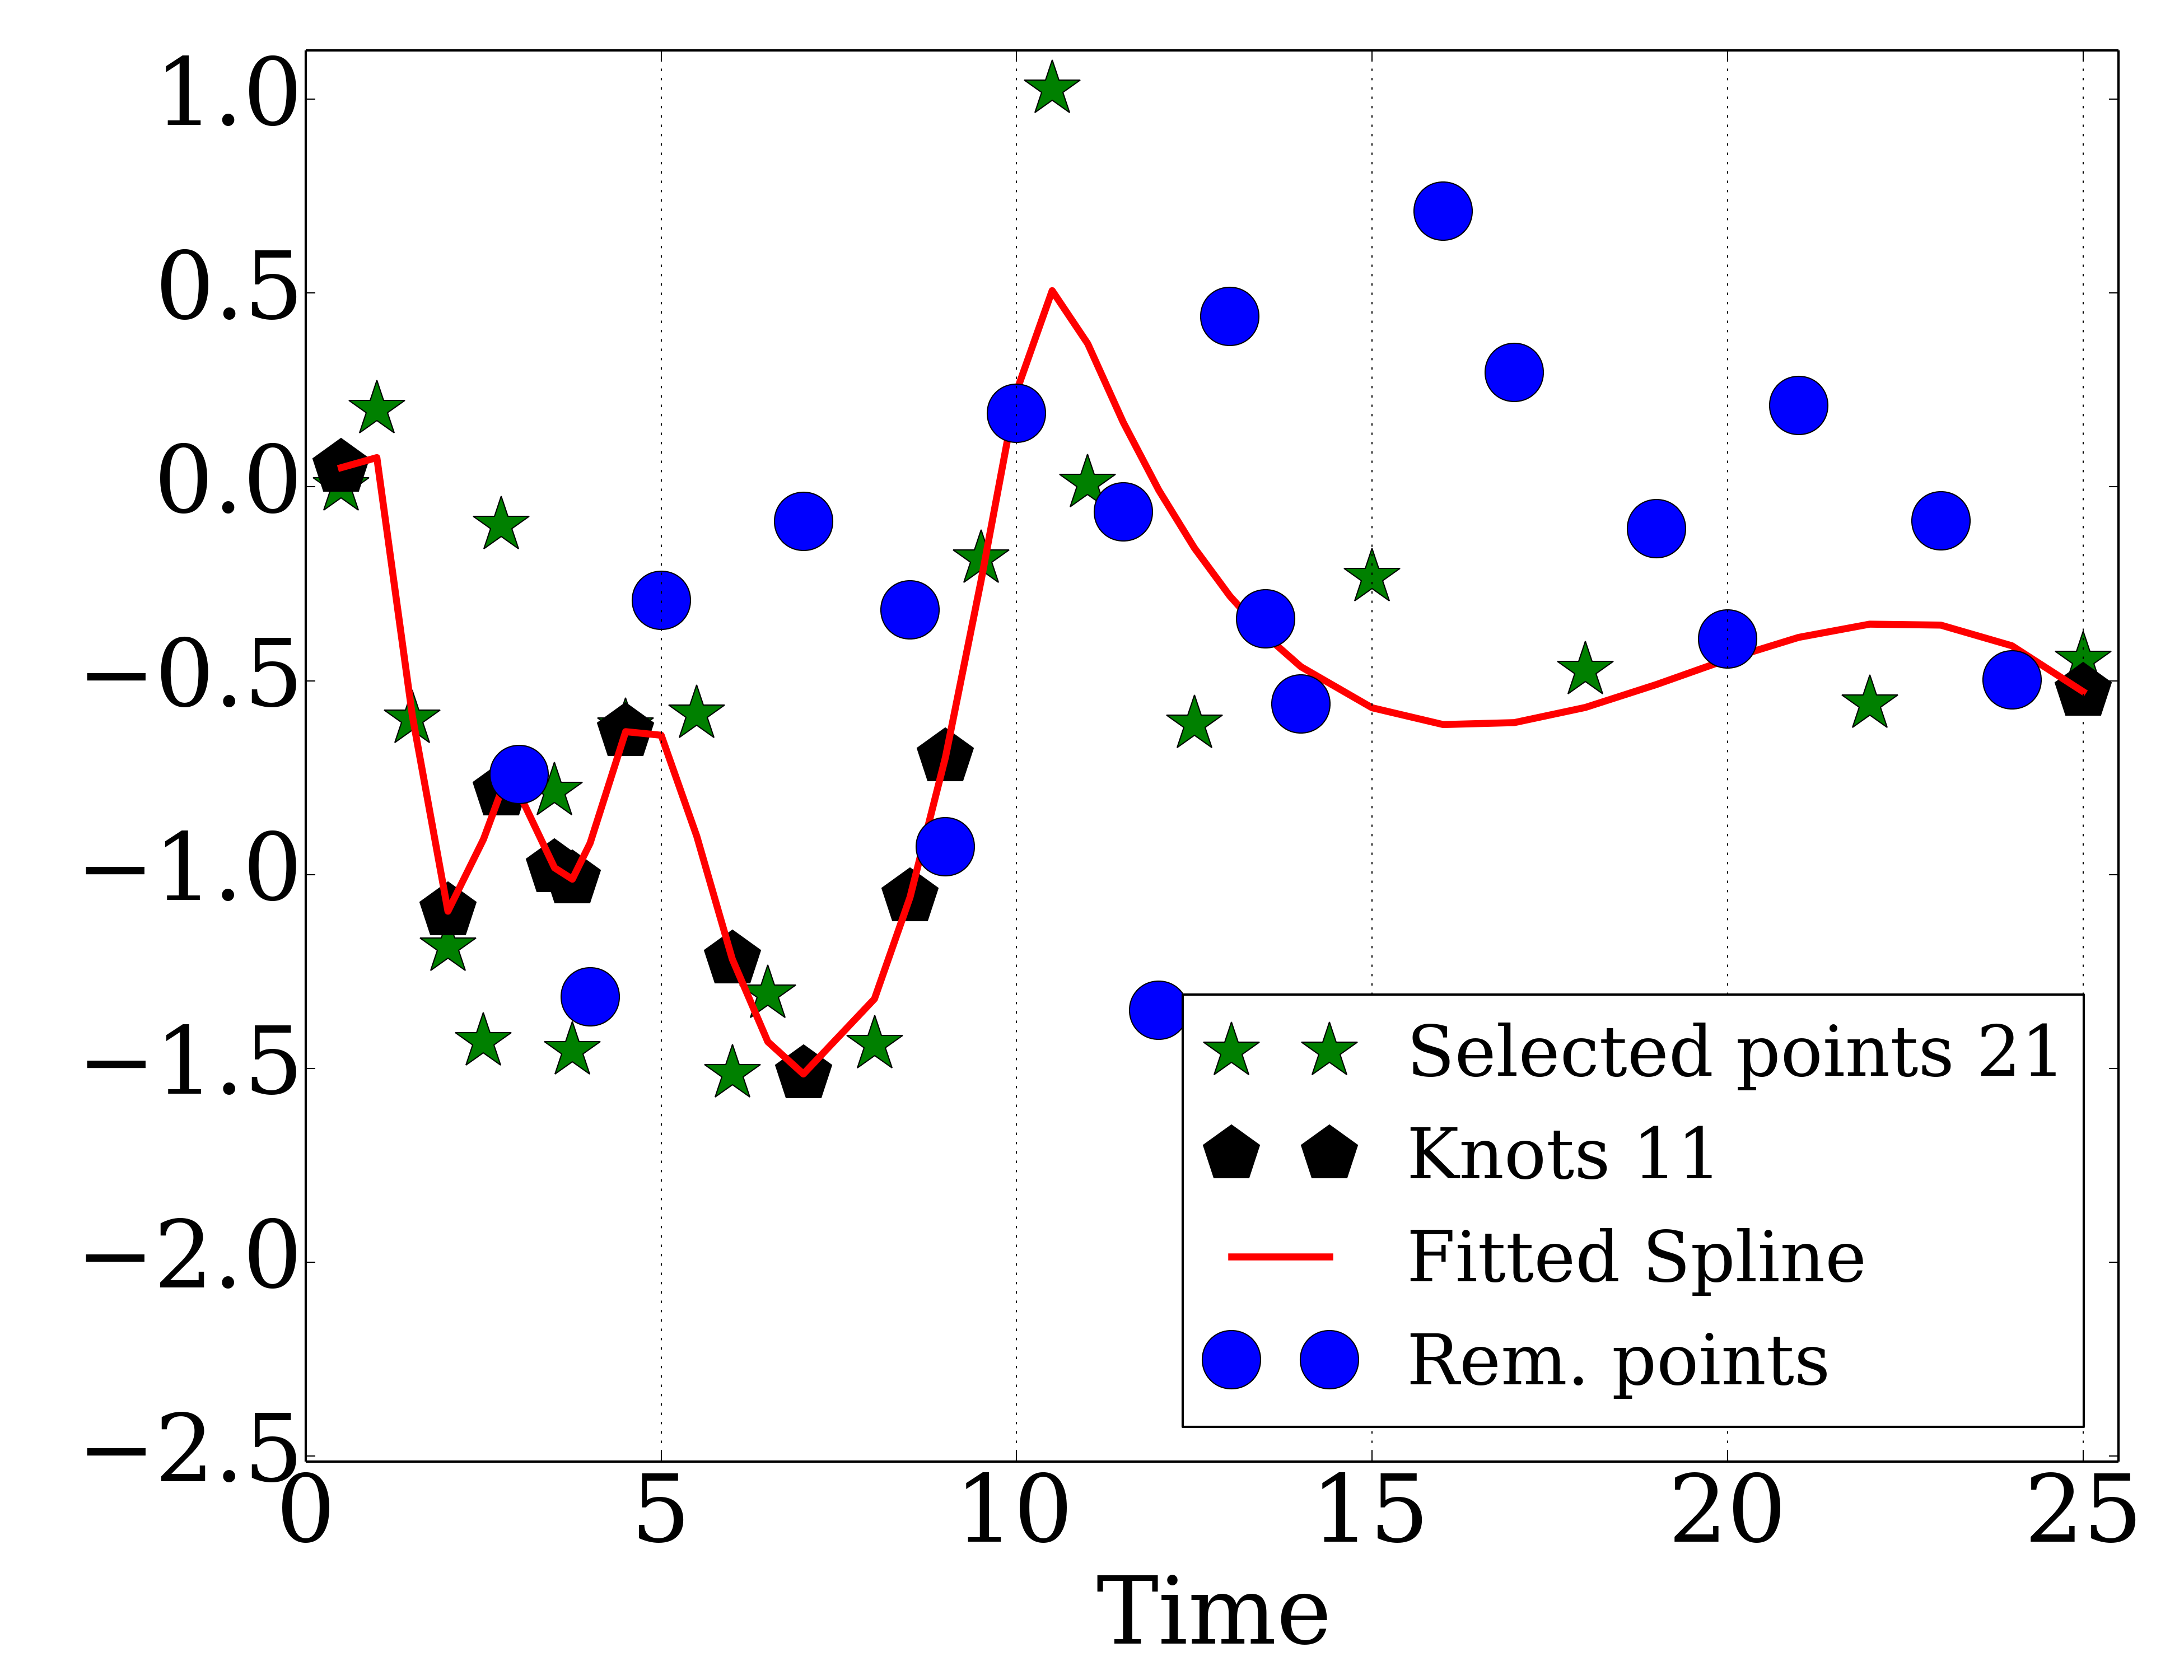 1.0
0.5
0.0
−0.5
−1.0
−1.5
−2.0
−2.5
Selected points 21
Knots 11
Fitted Spline
Rem. points
0 5 10 15 20 25
Time